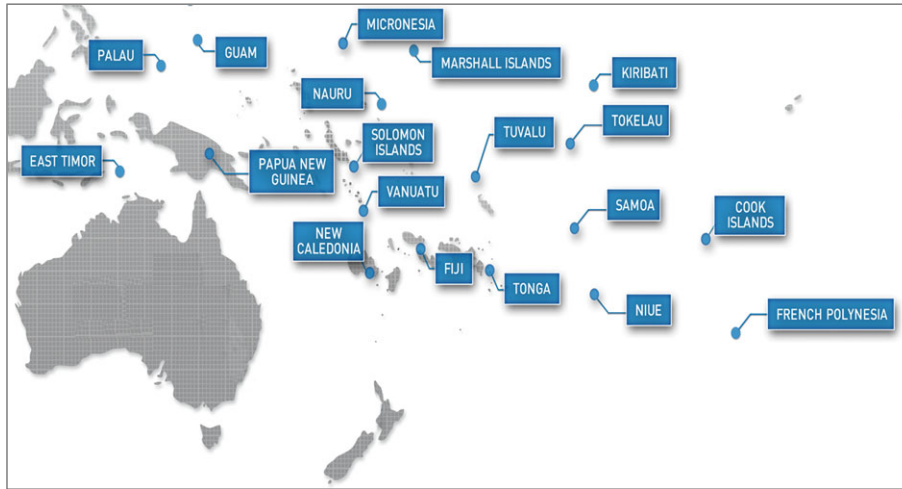 MICRONESIA
GUAM
PALAU
MARSHALL ISLANDS
KIRIBATI
NAURU
TOKELAU
TUVALU
SOLOMON
ISLANDS
EAST TIMOR
PAPUA NEW
GUINEA
VANUATU
SAMOA
COOK
ISLANDS
NEW
CALEDONIA
FIJI
TONGA
NIUE
FRENCH POLYNESIA